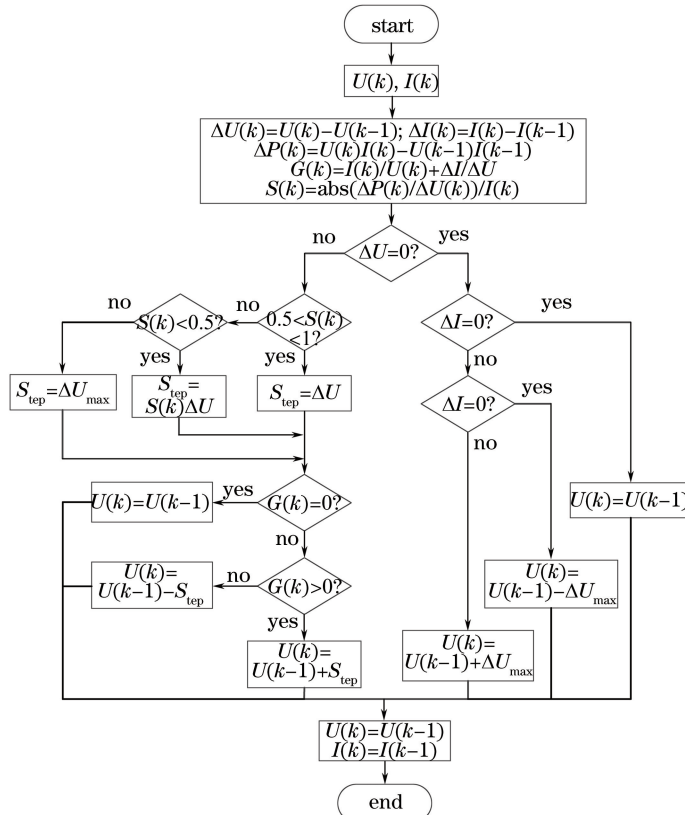 start
U(k), I(k)
ΔU(k)=U(k)−U(k−1); ΔI(k)=I(k)−I(k−1)
ΔP(k)=U(k)I(k)−U(k−1)I(k−1)
G(k)=I(k)/U(k)+ΔI/ΔU
S(k)=abs(ΔP(k)/ΔU(k))/I(k)
no
ΔU=0?
yes
no
S(k)<0.5?
no
0.5<S(k)
<1?
ΔI=0?
yes
yes
yes
no
S_tep=ΔU_max
S_tep=
S(k)ΔU
S_tep=ΔU
ΔI=0?
yes
no
U(k)=U(k−1)
yes
G(k)=0?
U(k)=U(k−1)
no
U(k)=
U(k−1)−S_tep
no
G(k)>0?
U(k)=
U(k−1)−ΔU_max
yes
U(k)=
U(k−1)+S_tep
U(k)=
U(k−1)+ΔU_max
U(k)=U(k−1)
I(k)=I(k−1)
end